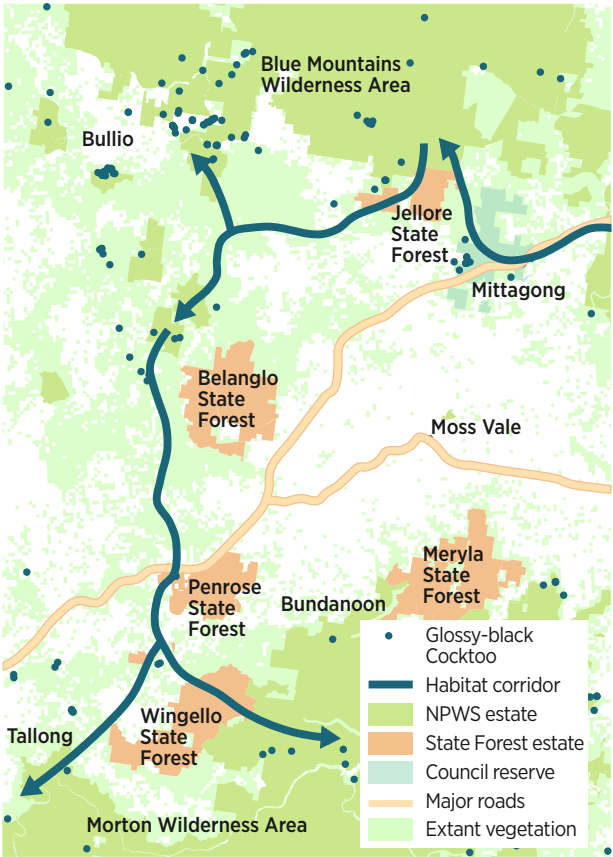 Blue Mountains
Wilderness Area
Bullio
Jellore
State
Forest
Mittagong
Belanglo
State
Forest
Moss Vale
Meryla
State
Forest
Penrose
State
Forest
Bundanoon
Tallong
Wingello
State
Forest
Morton Wilderness Area
Glossy-black
Cocktoo
Habitat corridor
NPWS estate
State Forest estate
Council reserve
Major roads
Extant vegetation